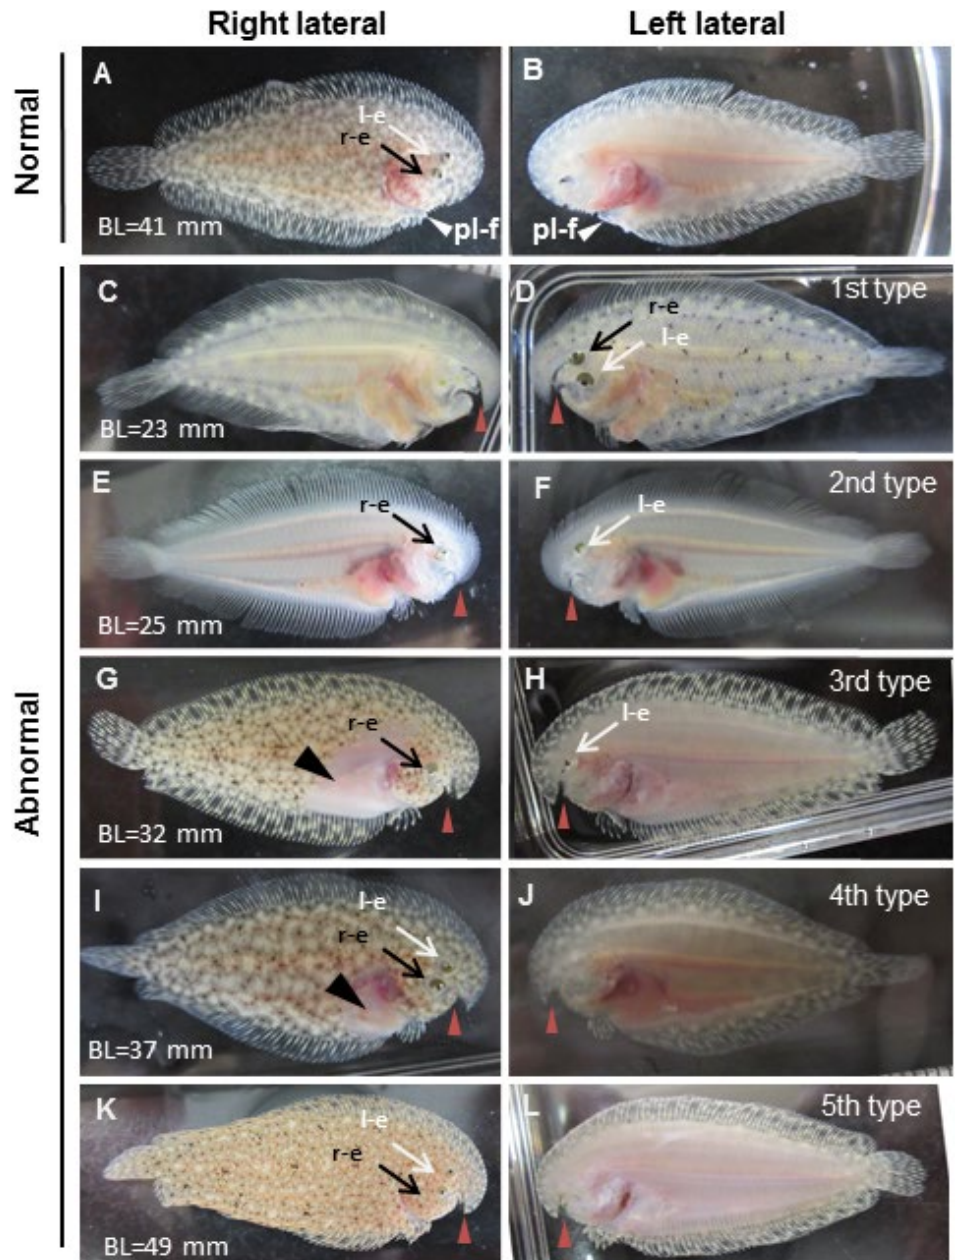 Right lateral
Left lateral
Normal
A
l-e
r-e
pl-f
BL=41 mm
B
pl-f
Abnormal
C
BL=23 mm
D
1st type
r-e
l-e
E
r-e
BL=25 mm
F
2nd type
l-e
G
r-e
BL=32 mm
H
3rd type
l-e
I
l-e
r-e
BL=37 mm
J
4th type
K
l-e
r-e
BL=49 mm
L
5th type